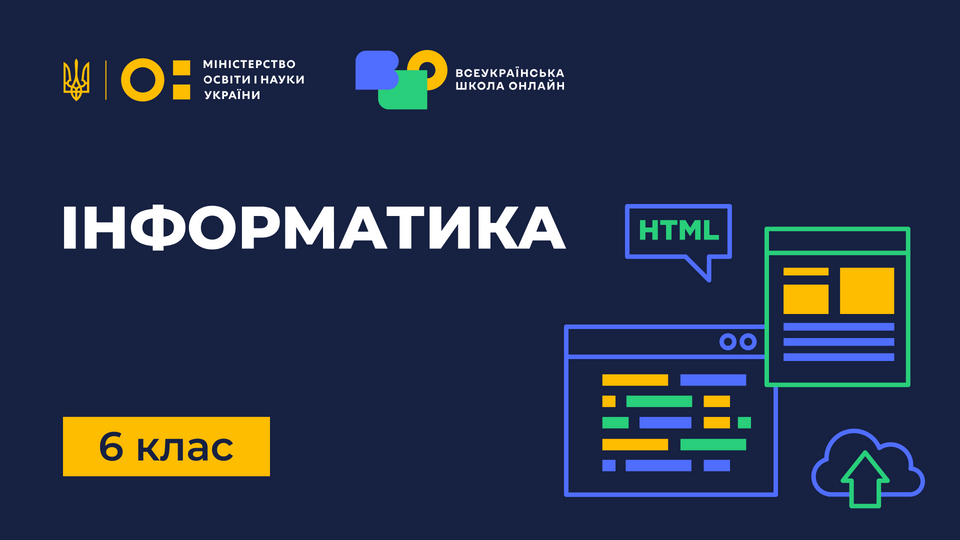 МІНІСТЕРСТВО
ОСВІТИ І НАУКИ
УКРАЇНИ
ВСЕУКРАЇНСЬКА
ШКОЛА ОНЛАЙН
ІНФОРМАТИКА
HTML
6 клас